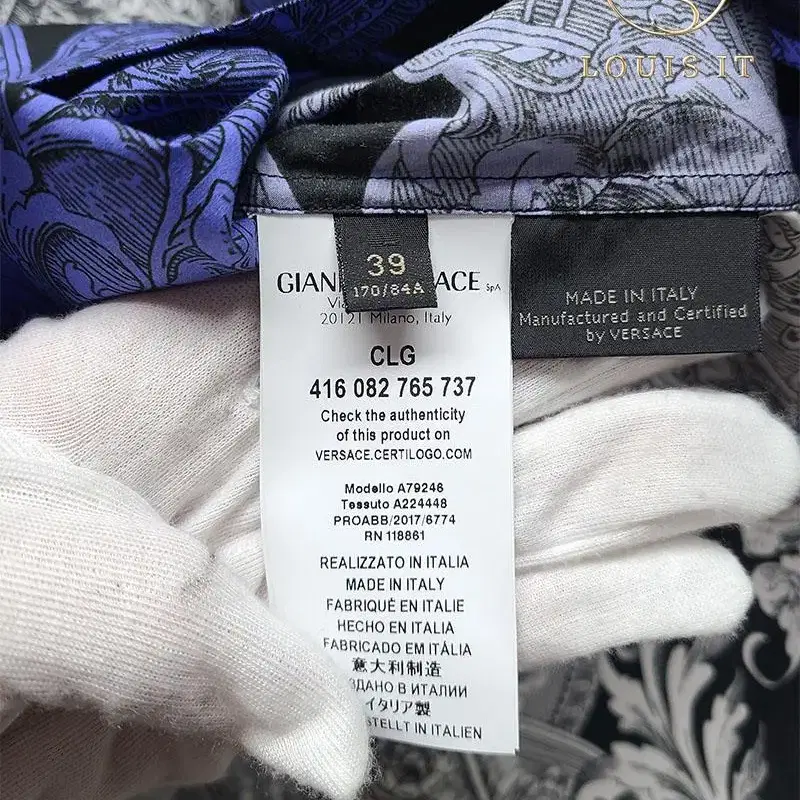 LOUIS IT
39
170/84A
GIAN ACE SpA
20121 Milano, Italy
CLG
416 082 765 737
Check the authenticity
of this product on
VERSACE.CERTILOGO.COM
Modello A79246
Tessuto A224448
PROABB/2017/6774
RN 118861
REALIZZATO IN ITALIA
MADE IN ITALY
FABRIQUÉ EN ITALIE
HECHO EN ITALIA
FABRICADO EM ITÁLIA
意大利制造
ЗДАНО В ИТАЛИИ
イタリア製
STELLT IN ITALIEN
MADE IN ITALY
Manufactured and Certified
by VERSACE